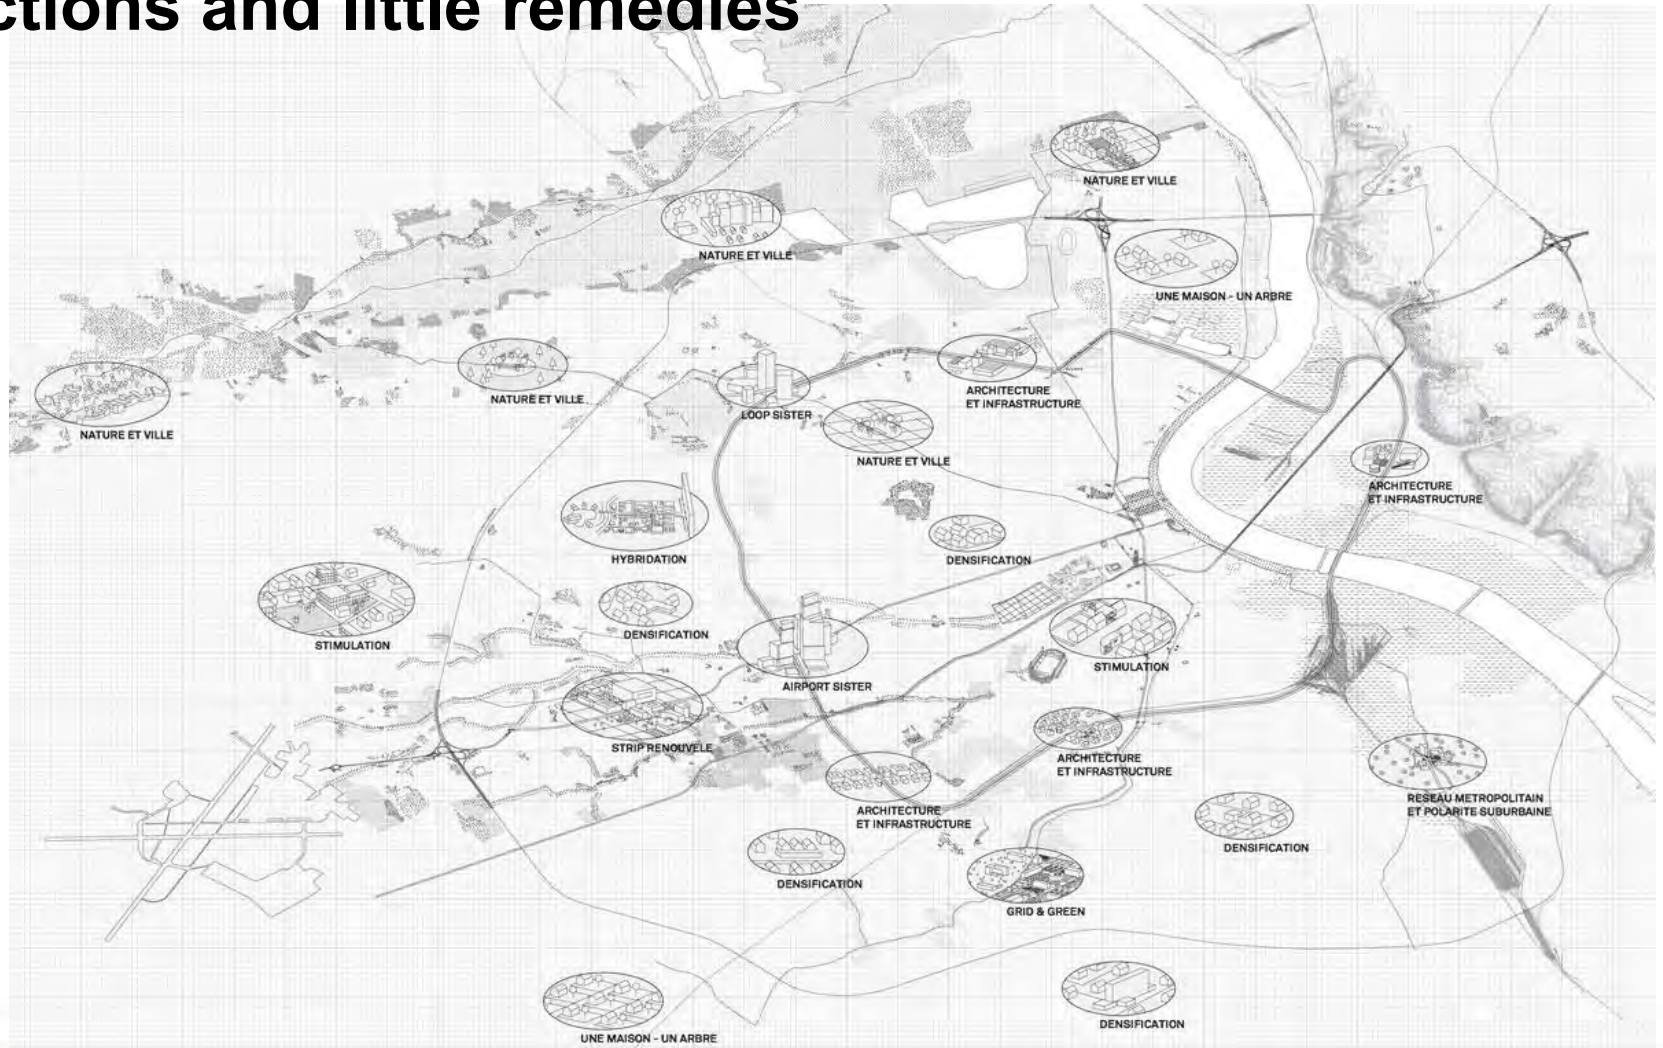 ctions and little remedies
NATURE ET VILLE
NATURE ET VILLE
UNE MAISON - UN ARBRE
NATURE ET VILLE
NATURE ET VILLE
LOOP SISTER
ARCHITECTURE
ET INFRASTRUCTURE
NATURE ET VILLE
ARCHITECTURE
ET INFRASTRUCTURE
HYBRIDATION
DENSIFICATION
STIMULATION
DENSIFICATION
AIRPORT SISTER
STIMULATION
STRIP RENOUVELE
ARCHITECTURE
ET INFRASTRUCTURE
ARCHITECTURE
ET INFRASTRUCTURE
RESEAU METROPOLITAIN
ET POLARITE SUBURBAINE
DENSIFICATION
DENSIFICATION
GRID & GREEN
UNE MAISON - UN ARBRE
DENSIFICATION